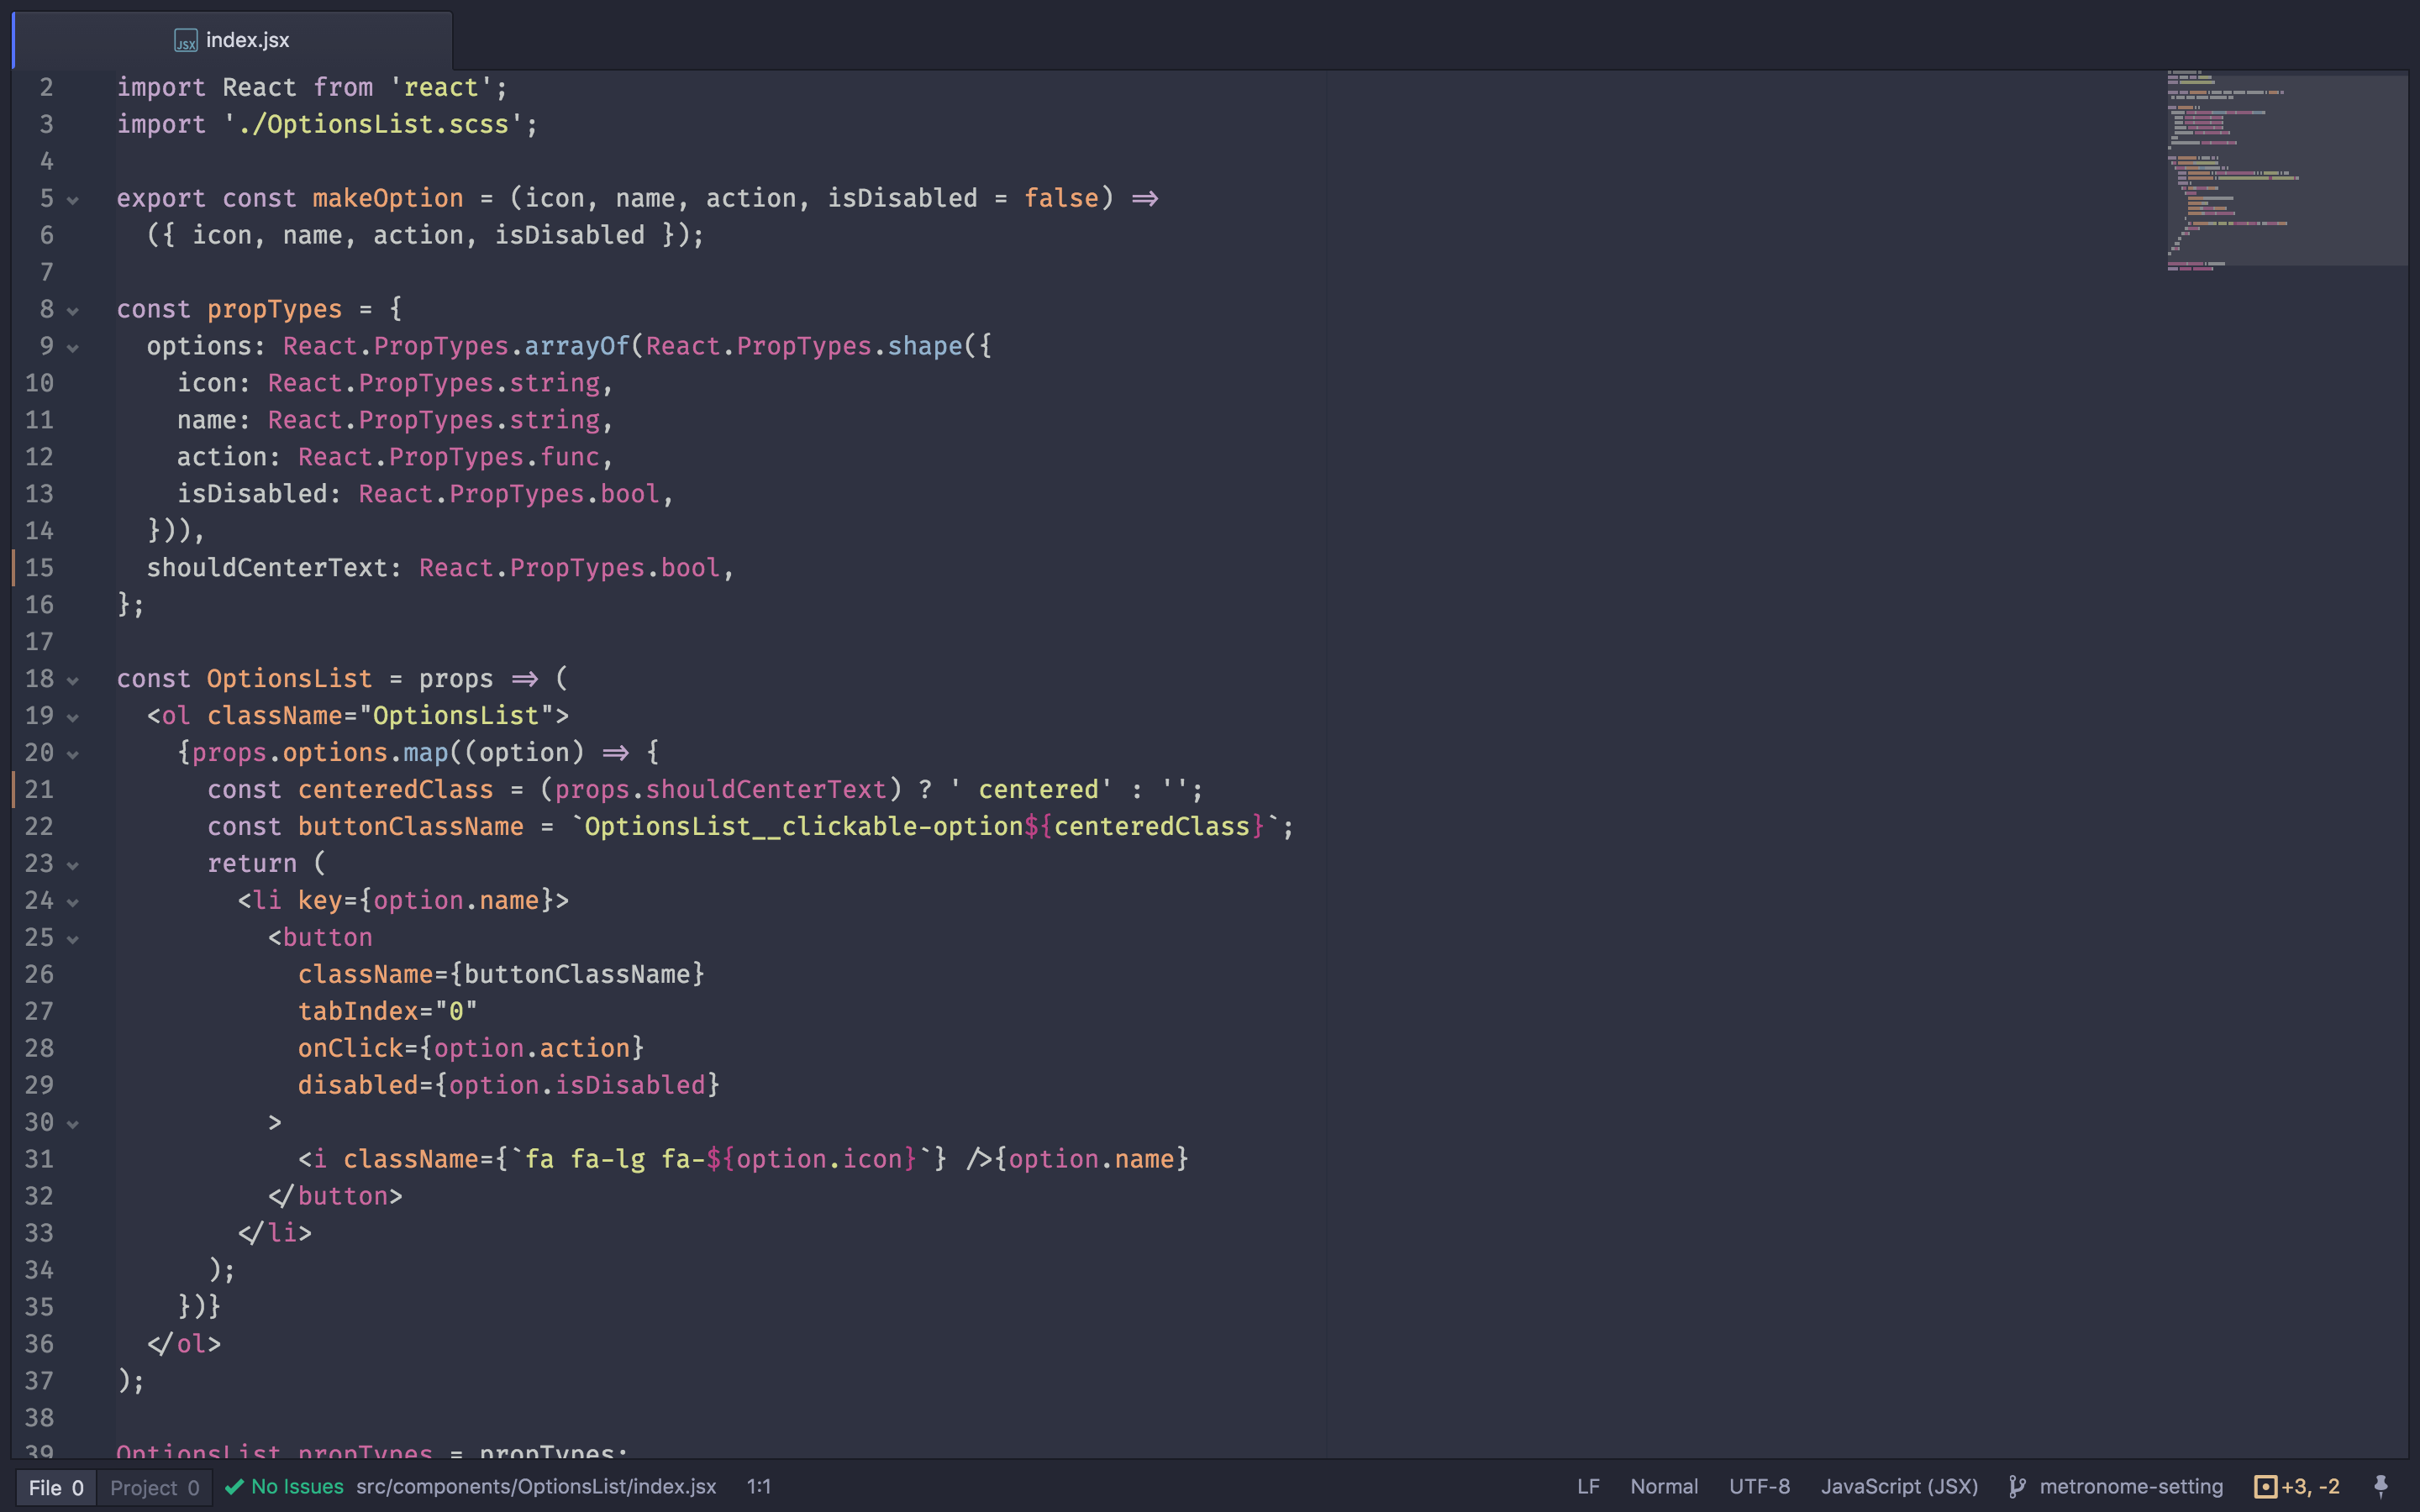 JSX index.jsx
2 import React from 'react';
3 import './OptionsList.scss';
4
5 export const makeOption = (icon, name, action, isDisabled = false) =>
6   ({ icon, name, action, isDisabled });
7
8 const propTypes = {
9   options: React.PropTypes.arrayOf(React.PropTypes.shape({
10     icon: React.PropTypes.string,
11     name: React.PropTypes.string,
12     action: React.PropTypes.func,
13     isDisabled: React.PropTypes.bool,
14   })),
15   shouldCenterText: React.PropTypes.bool,
16 };
17
18 const OptionsList = props => (
19   <ol className="OptionsList">
20     {props.options.map((option) => {
21       const centeredClass = (props.shouldCenterText) ? ' centered' : '';
22       const buttonClassName = `OptionsList__clickable-option${centeredClass}`;
23       return (
24         <li key={option.name}>
25           <button
26             className={buttonClassName}
27             tabIndex="0"
28             onClick={option.action}
29             disabled={option.isDisabled}
30           >
31             <i className={`fa fa-lg fa-${option.icon}`} />{option.name}
32           </button>
33         </li>
34       );
35     })}
36   </ol>
37 );
38
39 OptionsList.propTypes = propTypes;
File 0 Project 0 No Issues src/components/OptionsList/index.jsx 1:1 LF Normal UTF-8 JavaScript (JSX) metronome-setting +3, -2